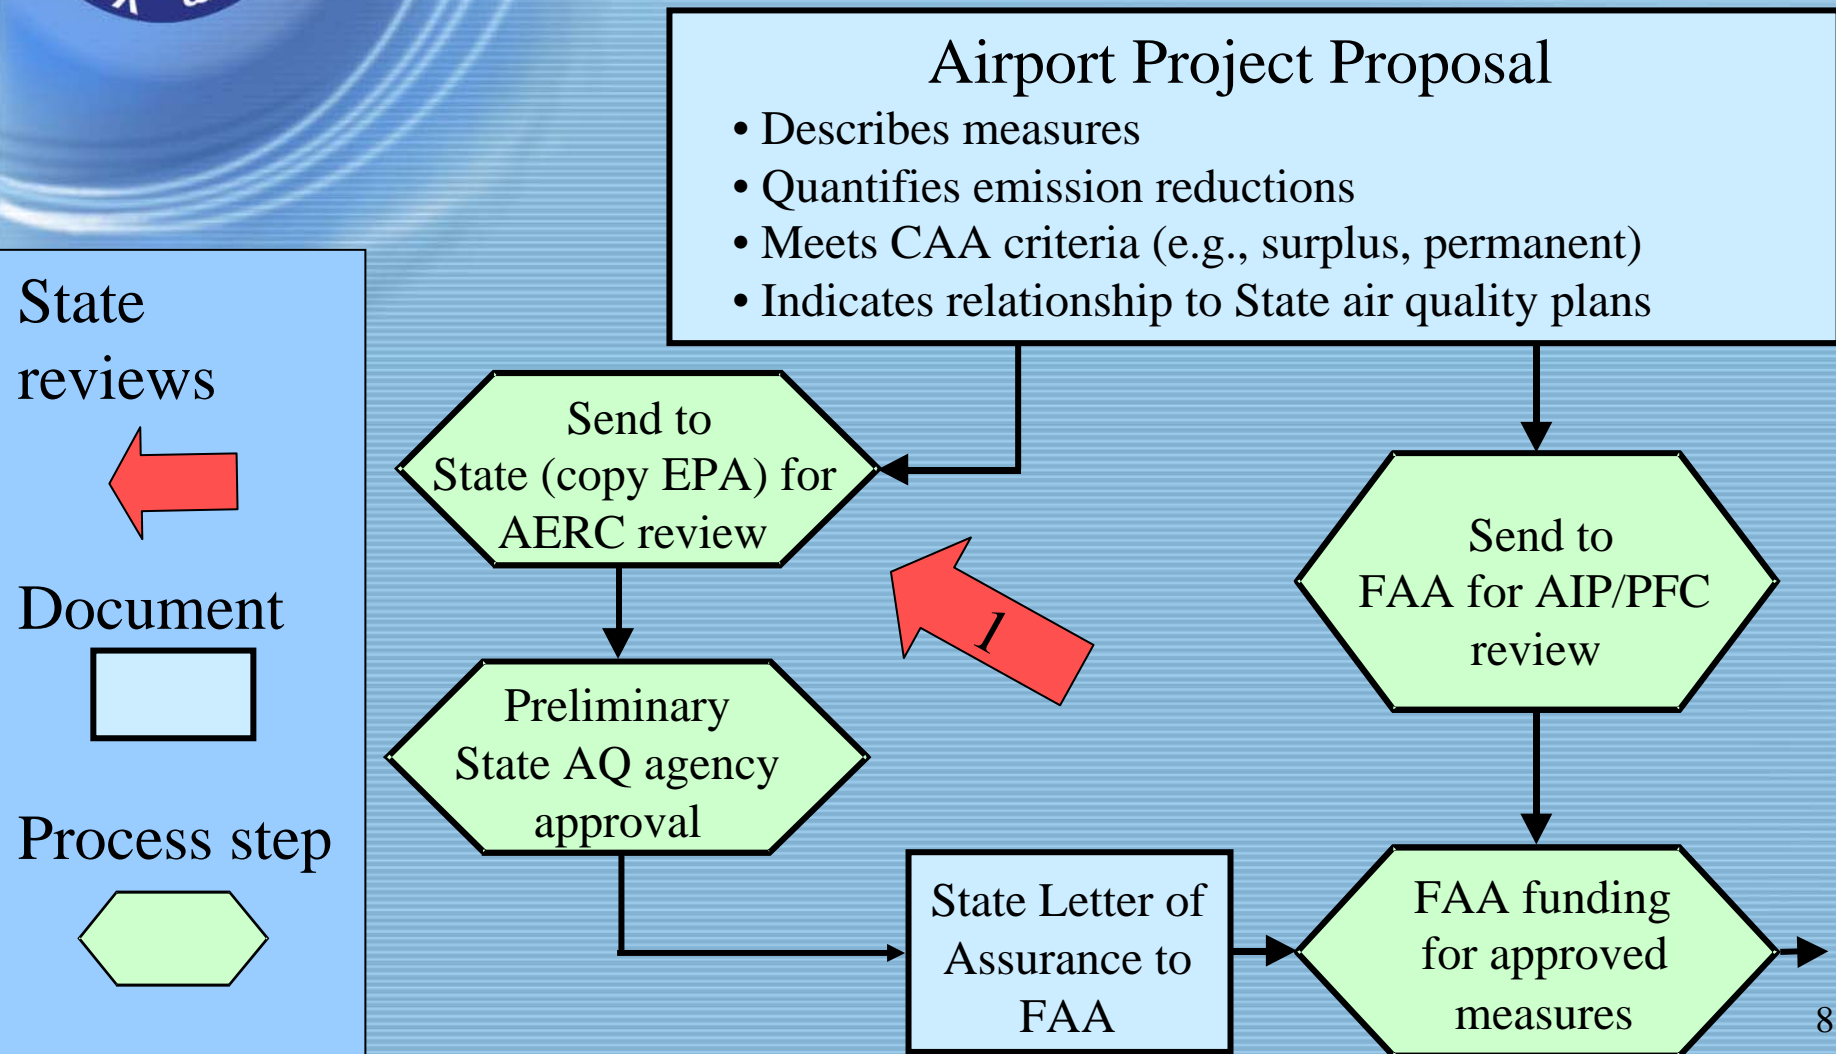 Airport Project Proposal
• Describes measures
• Quantifies emission reductions
• Meets CAA criteria (e.g., surplus, permanent)
• Indicates relationship to State air quality plans
State
reviews
Document
Process step
Send to
State (copy EPA) for
AERC review
1
Send to
FAA for AIP/PFC
review
Preliminary
State AQ agency
approval
State Letter of
Assurance to
FAA
FAA funding
for approved
measures
8